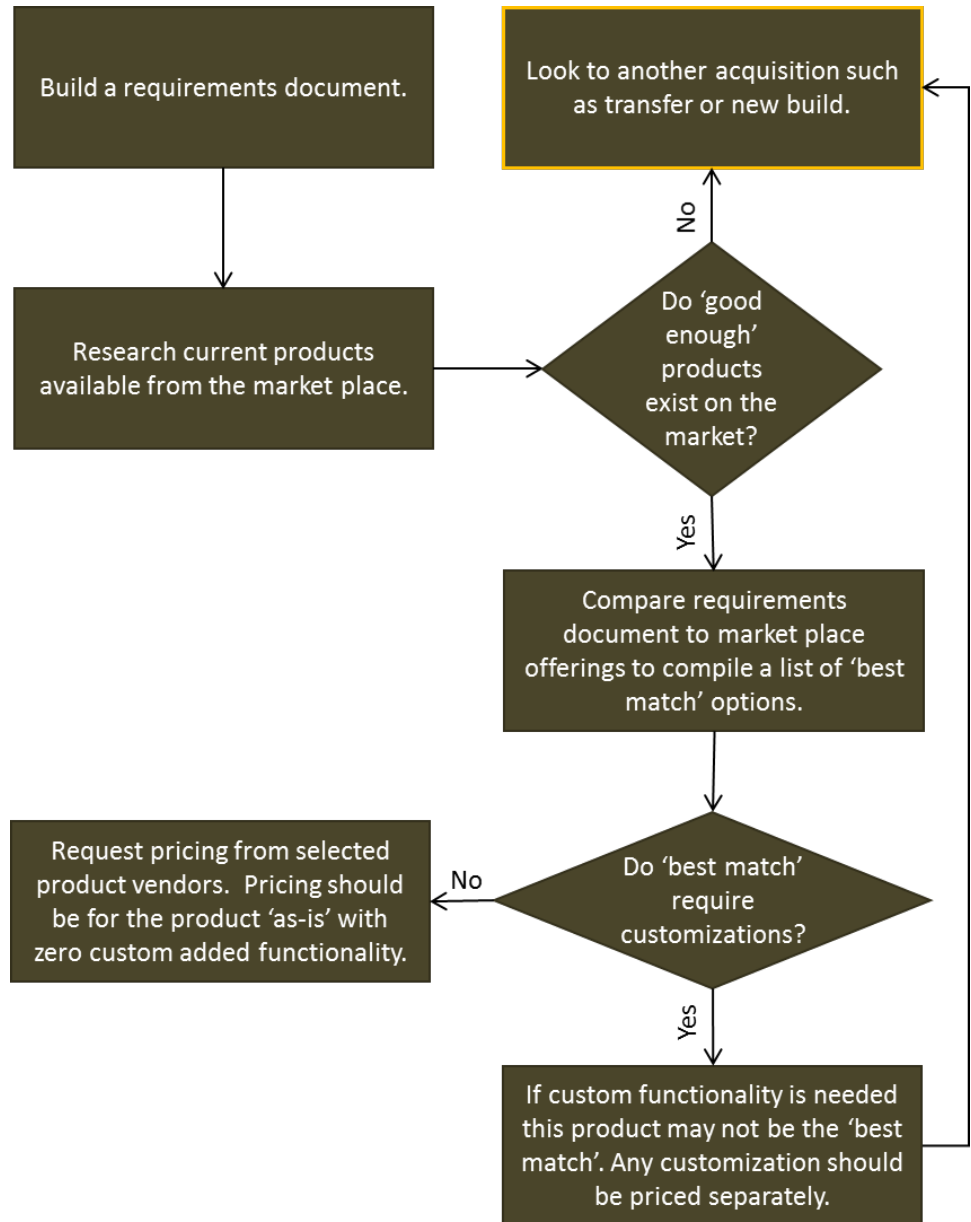 Build a requirements document.
Look to another acquisition such
as transfer or new build.
No
Research current products
available from the market place.
Do ‘good
enough’
products
exist on the
market?
Yes
Compare requirements
document to market place
offerings to compile a list of ‘best
match’ options.
Request pricing from selected
product vendors.  Pricing should
be for the product ‘as-is’ with
zero custom added functionality.
No
Do ‘best match’
require
customizations?
Yes
If custom functionality is needed
this product may not be the ‘best
match’. Any customization should
be priced separately.